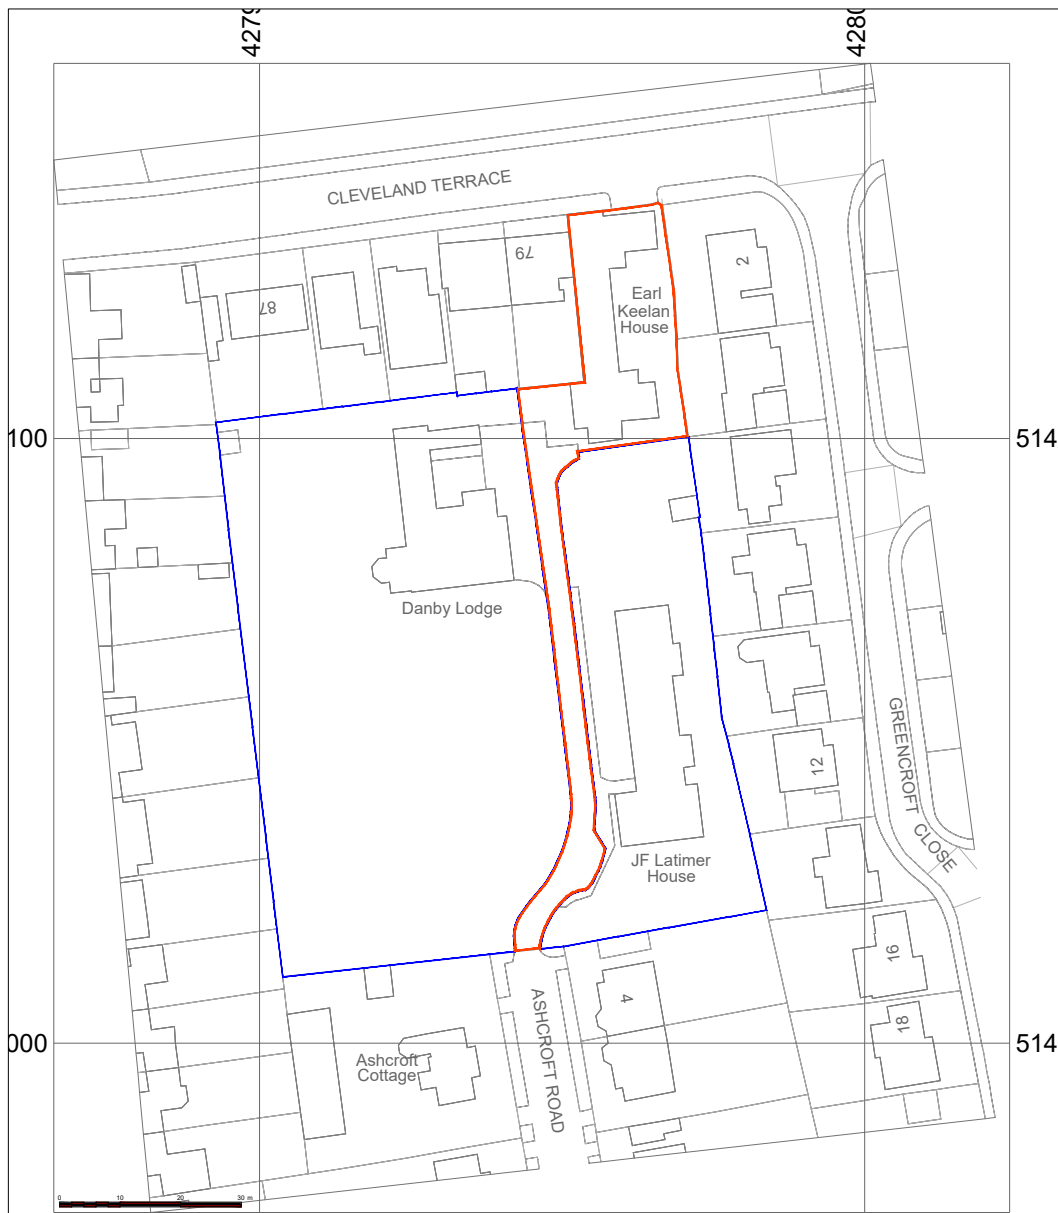 4279
4280
CLEVELAND TERRACE
79
2
87
Earl
Keelan
House
100
514
Danby Lodge
GREENCROFT CLOSE
12
JF Latimer
House
16
4
ASHCROFT ROAD
18
000
514
Ashcroft
Cottage
0 10 20 30 m